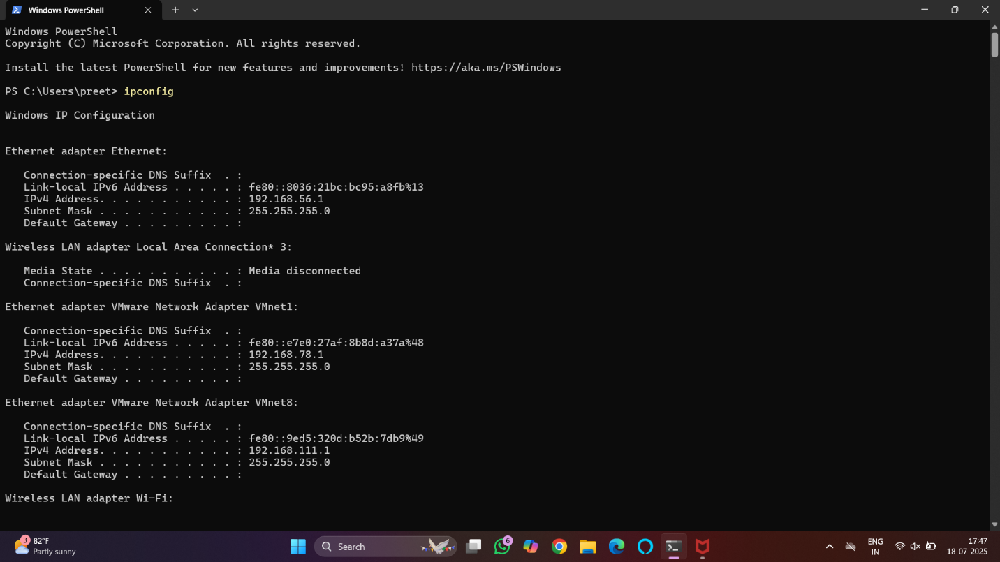 Windows PowerShell
Windows PowerShell
Copyright (C) Microsoft Corporation. All rights reserved.
Install the latest PowerShell for new features and improvements! https://aka.ms/PSWindows
PS C:\Users\preet> ipconfig
Windows IP Configuration
Ethernet adapter Ethernet:
   Connection-specific DNS Suffix  . :
   Link-local IPv6 Address . . . . . : fe80::8036:21bc:bc95:a8fb%13
   IPv4 Address. . . . . . . . . . . : 192.168.56.1
   Subnet Mask . . . . . . . . . . . : 255.255.255.0
   Default Gateway . . . . . . . . . :
Wireless LAN adapter Local Area Connection* 3:
   Media State . . . . . . . . . . . : Media disconnected
   Connection-specific DNS Suffix  . :
Ethernet adapter VMware Network Adapter VMnet1:
   Connection-specific DNS Suffix  . :
   Link-local IPv6 Address . . . . . : fe80::e7e0:27af:8b8d:a37a%48
   IPv4 Address. . . . . . . . . . . : 192.168.78.1
   Subnet Mask . . . . . . . . . . . : 255.255.255.0
   Default Gateway . . . . . . . . . :
Ethernet adapter VMware Network Adapter VMnet8:
   Connection-specific DNS Suffix  . :
   Link-local IPv6 Address . . . . . : fe80::9ed5:320d:b52b:7db9%49
   IPv4 Address. . . . . . . . . . . : 192.168.111.1
   Subnet Mask . . . . . . . . . . . : 255.255.255.0
   Default Gateway . . . . . . . . . :
Wireless LAN adapter Wi-Fi:
3
82°F
Partly sunny
Search
6
ENG
IN
17:47
18-07-2025